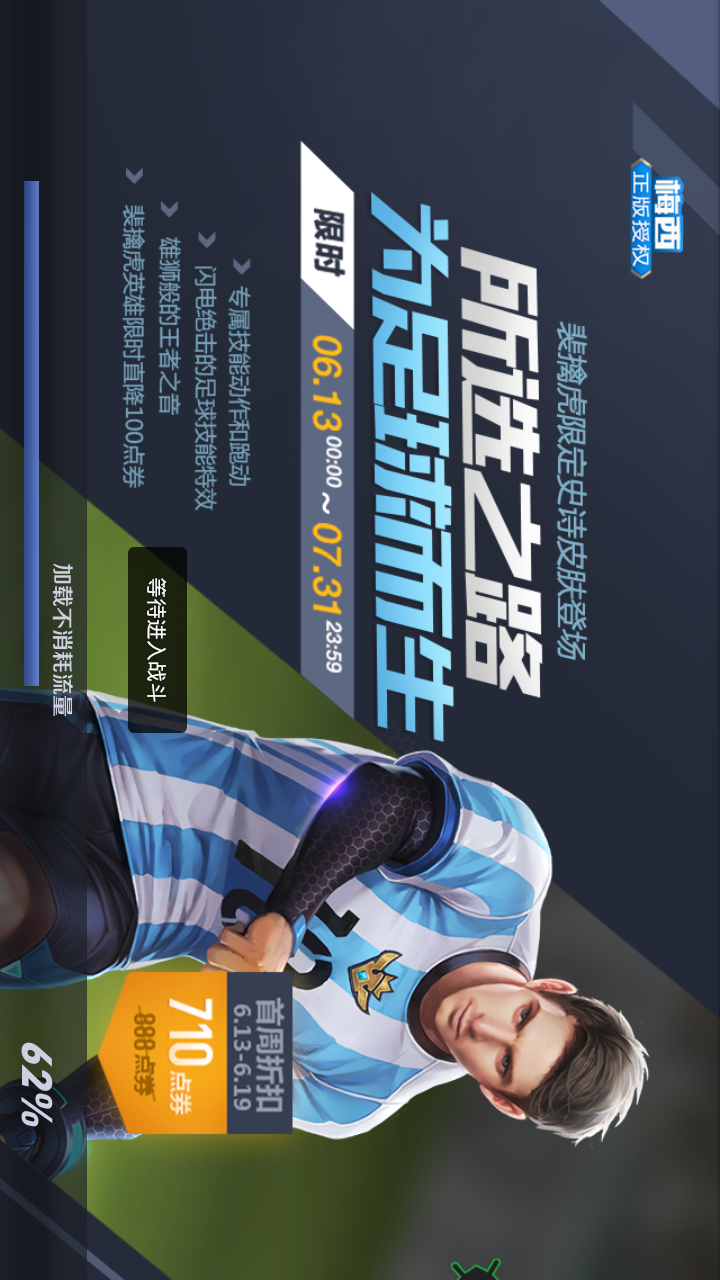 梅西
正版授权
裴擒虎限定史诗皮肤登场
所选之路
为足球而生
限时
06.13 00:00 ~ 07.31 23:59
专属技能动作和跑动
闪电绝击的足球技能特效
雄狮般的王者之音
裴擒虎英雄限时直降100点券
10
首周折扣
6.13-6.19
710点券
888点券
等待进入战斗
加载不消耗流量
62%